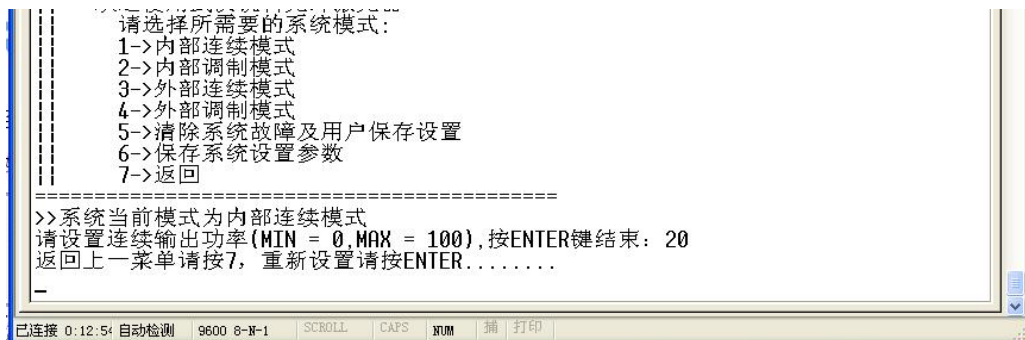 请选择所需要的系统模式:
1->内部连续模式
2->内部调制模式
3->外部连续模式
4->外部调制模式
5->清除系统故障及用户保存设置
6->保存系统设置参数
7->返回
>>系统当前模式为内部连续模式
请设置连续输出功率(MIN = 0,MAX = 100),按ENTER键结束: 20
返回上一菜单请按7, 重新设置请按ENTER........
已连接 0:12:54 自动检测 9600 8-N-1 SCROLL CAPS NUM 捕 打印